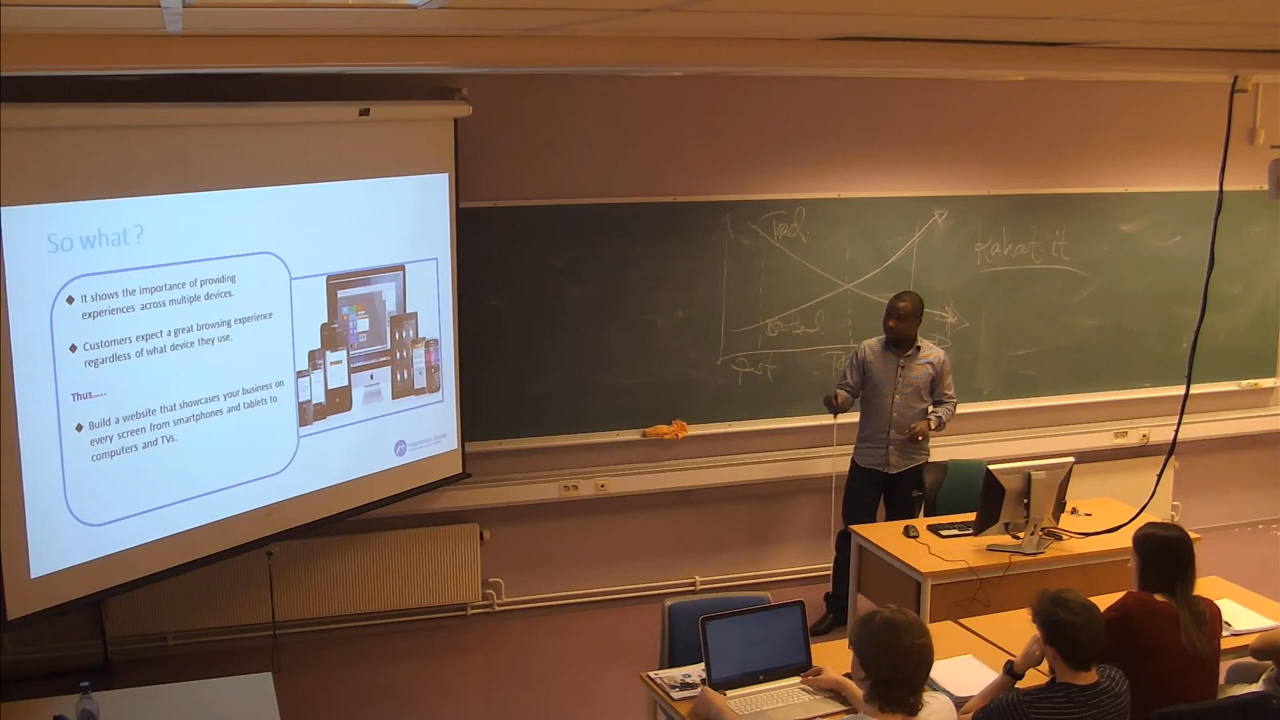 So what ?
It shows the importance of providing
experiences across multiple devices.
Customers expect a great browsing experience
regardless of what device they use.
Thus.....
Build a website that showcases your business on
every screen from smartphones and tablets to
computers and TVs.
Trad.
Kahoot.it
past